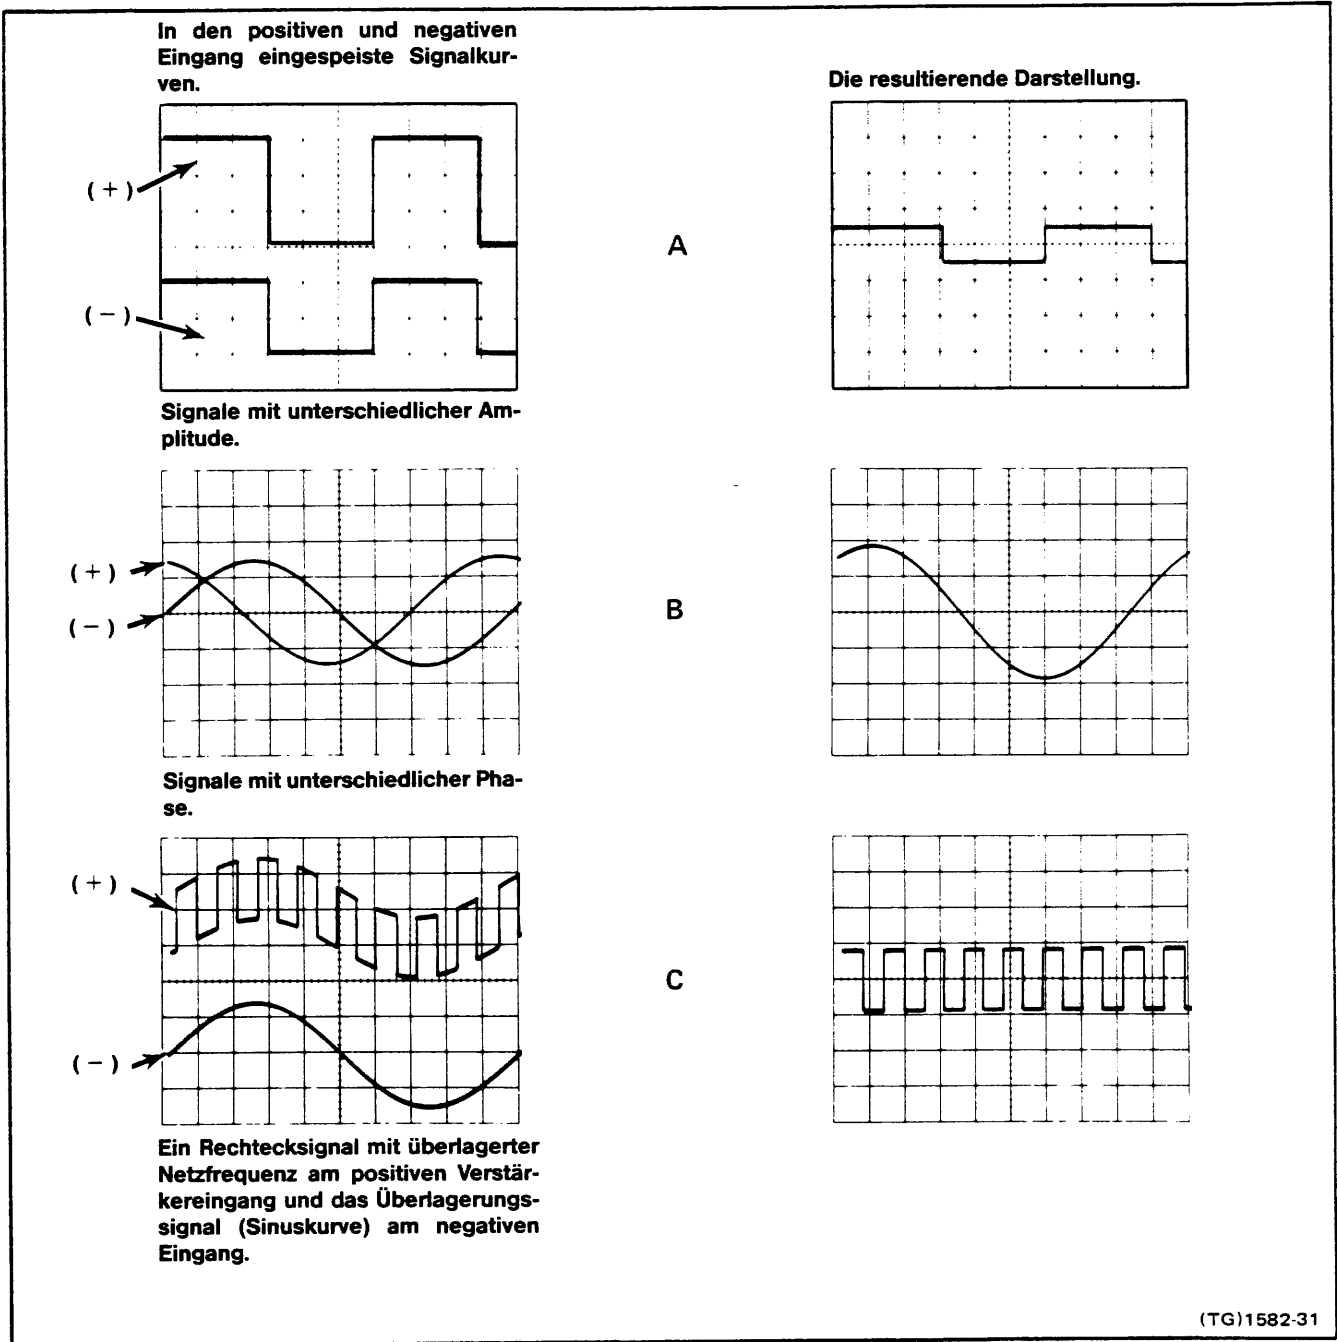 In den positiven und negativen
Eingang eingespeiste Signalkur-
ven.
Die resultierende Darstellung.
(+)
(−)
A
Signale mit unterschiedlicher Am-
plitude.
(+)
(−)
B
Signale mit unterschiedlicher Pha-
se.
(+)
(−)
C
Ein Rechtecksignal mit überlagerter
Netzfrequenz am positiven Verstär-
kereingang und das Überlagerungs-
signal (Sinuskurve) am negativen
Eingang.
(TG)1582-31